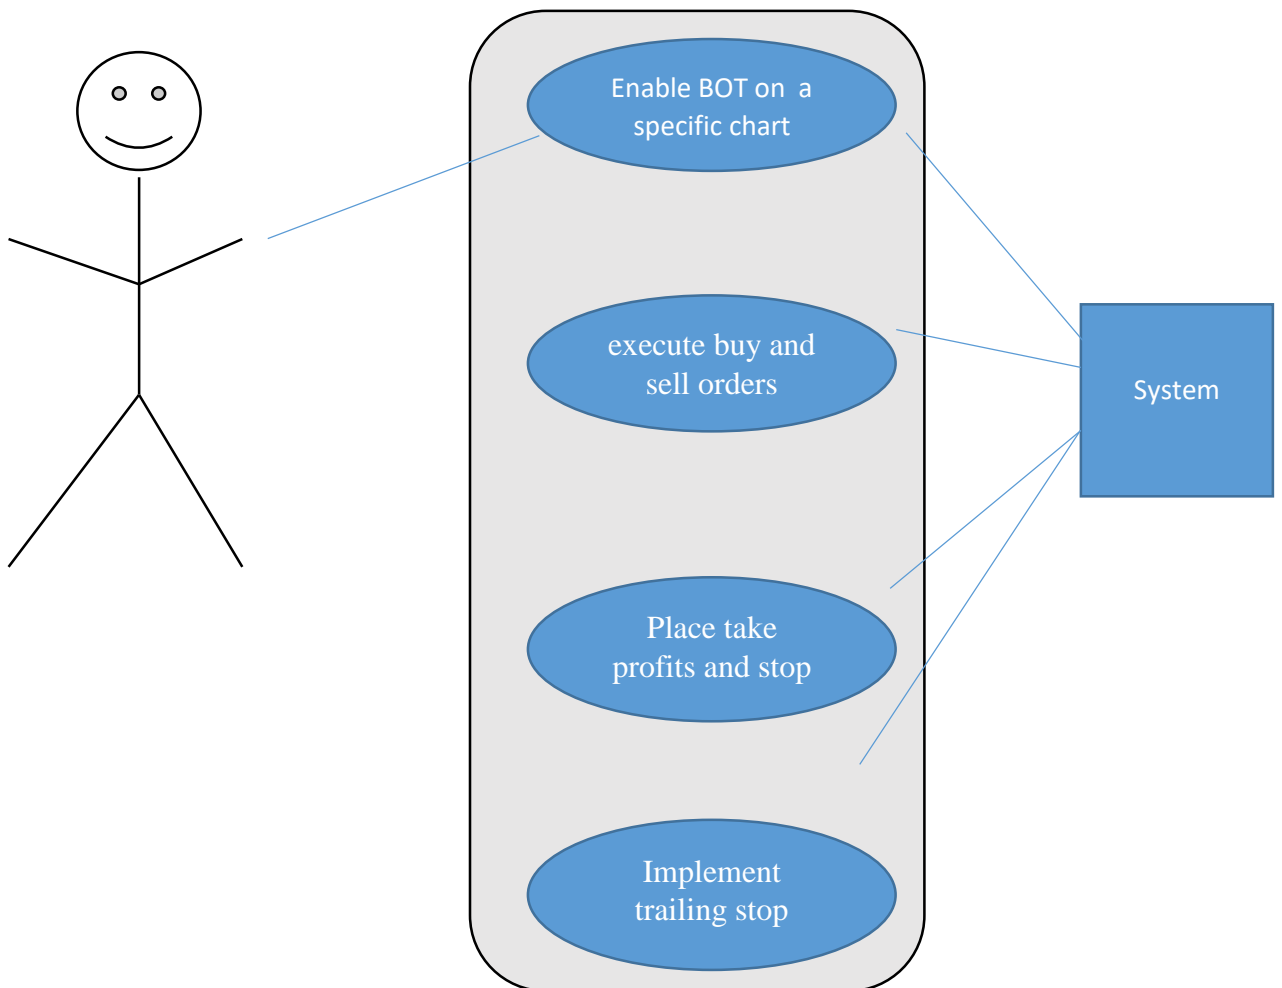 Enable BOT on  a
specific chart
execute buy and
sell orders
System
Place take
profits and stop
Implement
trailing stop